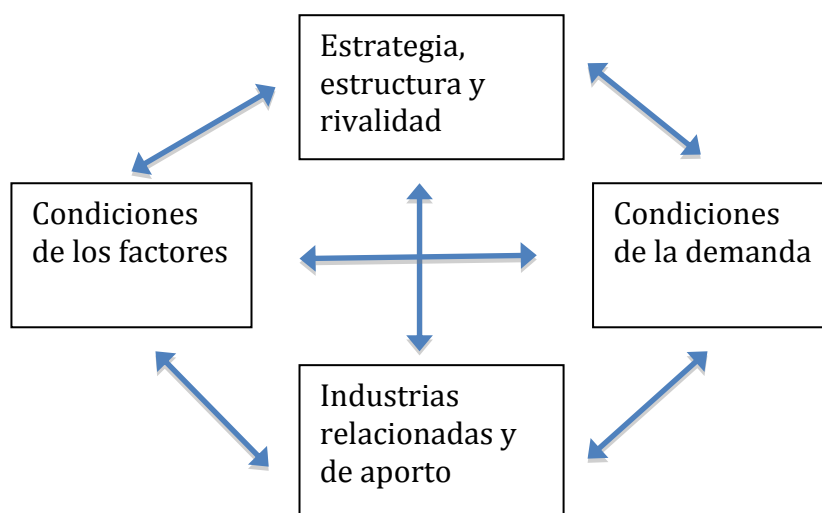 Estrategia,
estructura y
rivalidad
Condiciones
de los factores
Condiciones
de la demanda
Industrias
relacionadas y
de aporto